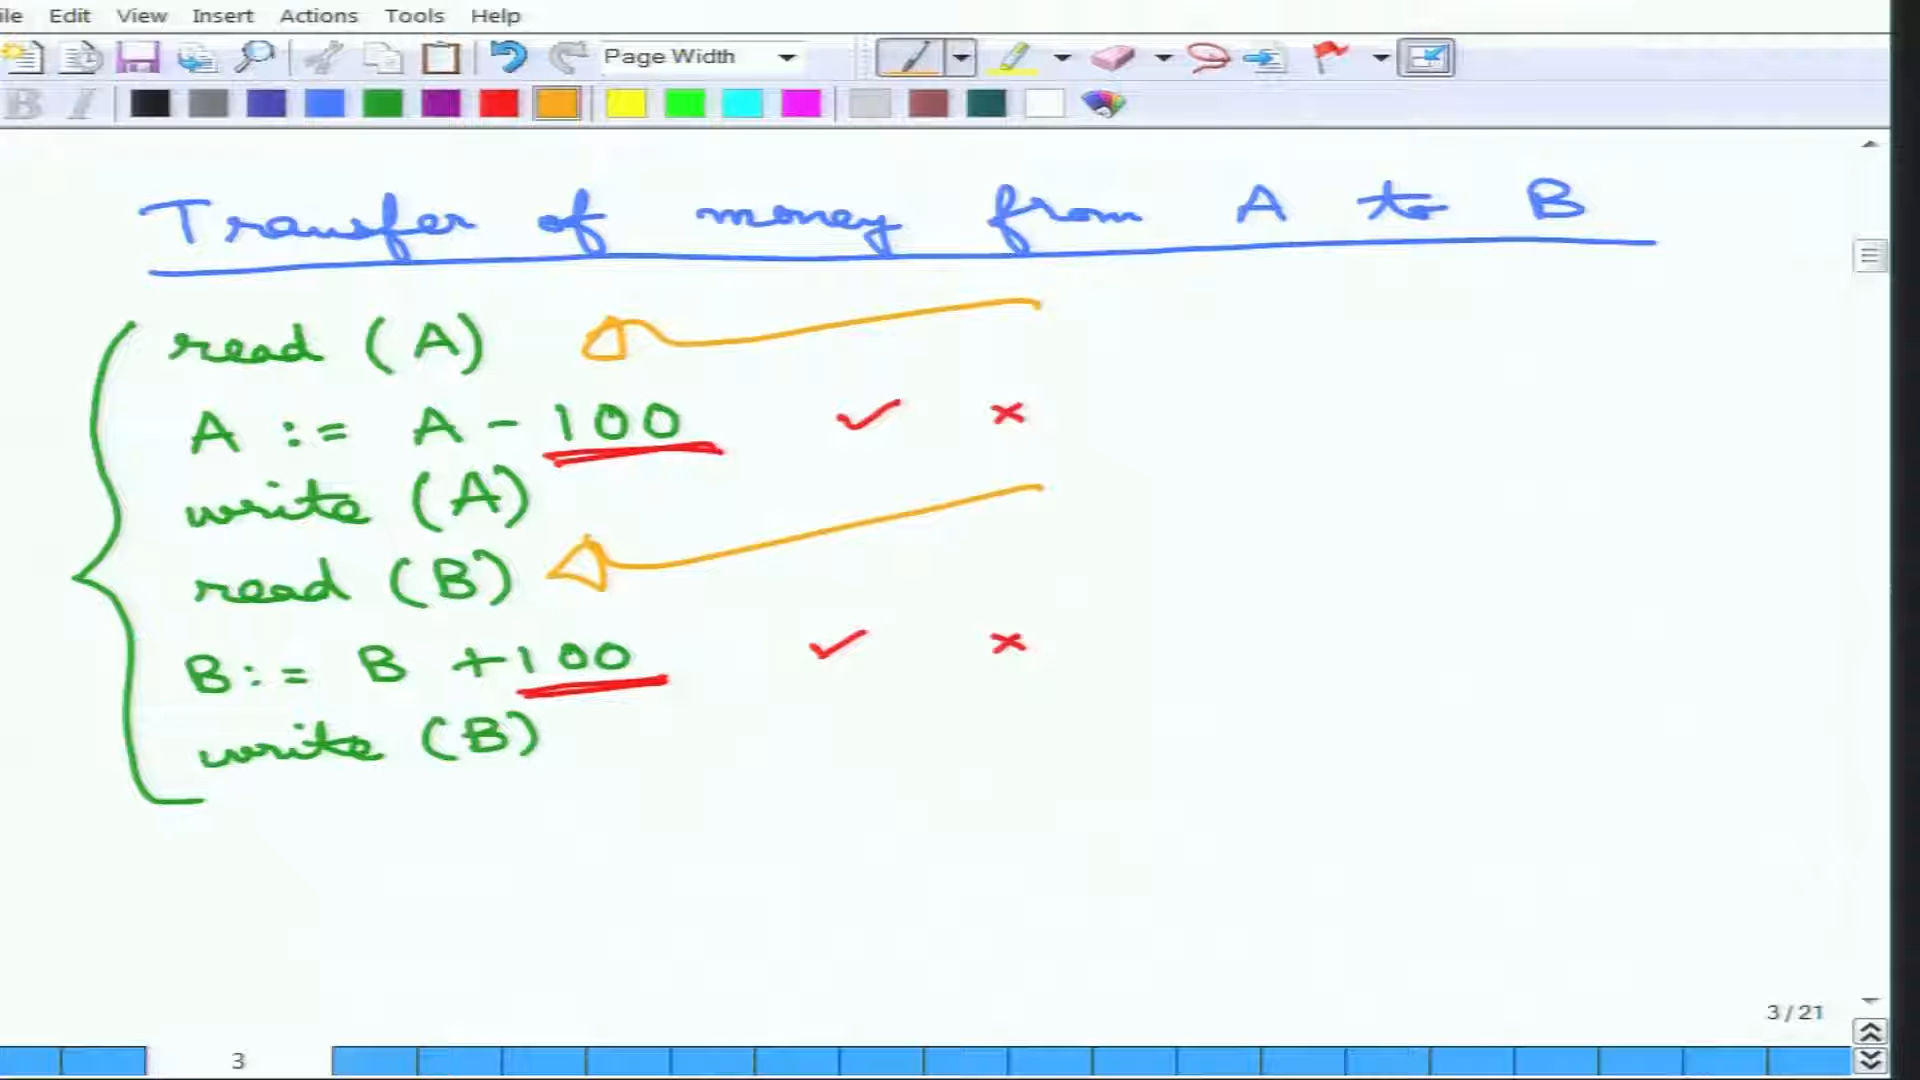 ile Edit View Insert Actions Tools Help
Page Width
B I
Transfer of money from A to B
read (A)
A := A - 100 ✓ ×
write (A)
read (B)
B := B + 100 ✓ ×
write (B)
3 / 21
3